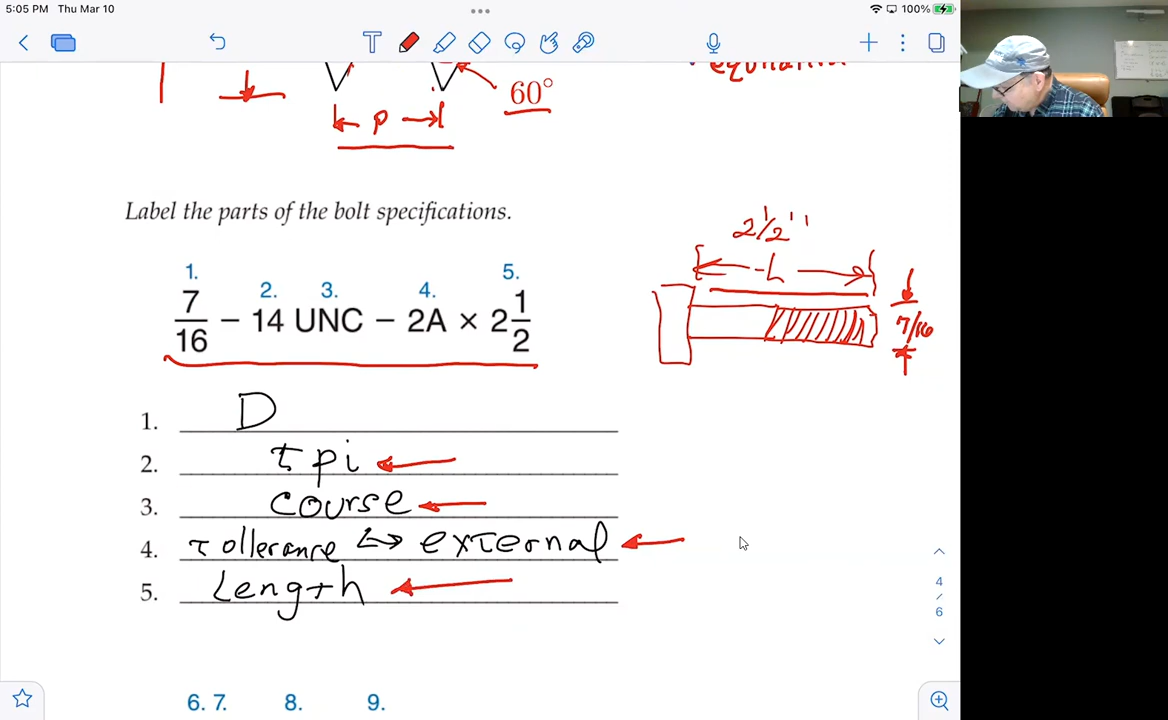 5:05 PM Thu Mar 10
100%
T
60°
p
Label the parts of the bolt specifications.
1. 2. 3. 4. 5.
7/16 – 14 UNC – 2A × 2 1/2
2 1/2''
L
7/16
1. D
2. tpi
3. course
4. tollerance ↔ external
5. Length
4
/
6
6. 7. 8. 9.